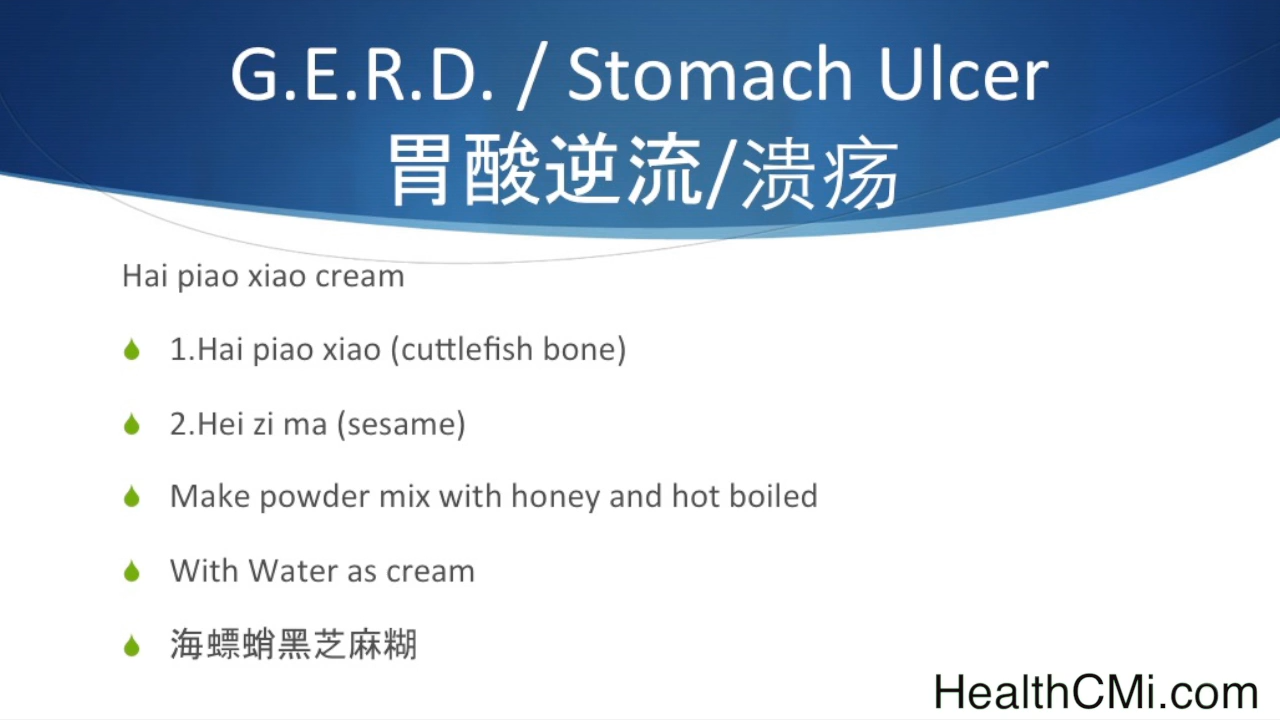 G.E.R.D. / Stomach Ulcer
胃酸逆流/溃疡
Hai piao xiao cream
1.Hai piao xiao (cuttlefish bone)
2.Hei zi ma (sesame)
Make powder mix with honey and hot boiled
With Water as cream
海螵蛸黑芝麻糊
HealthCMi.com